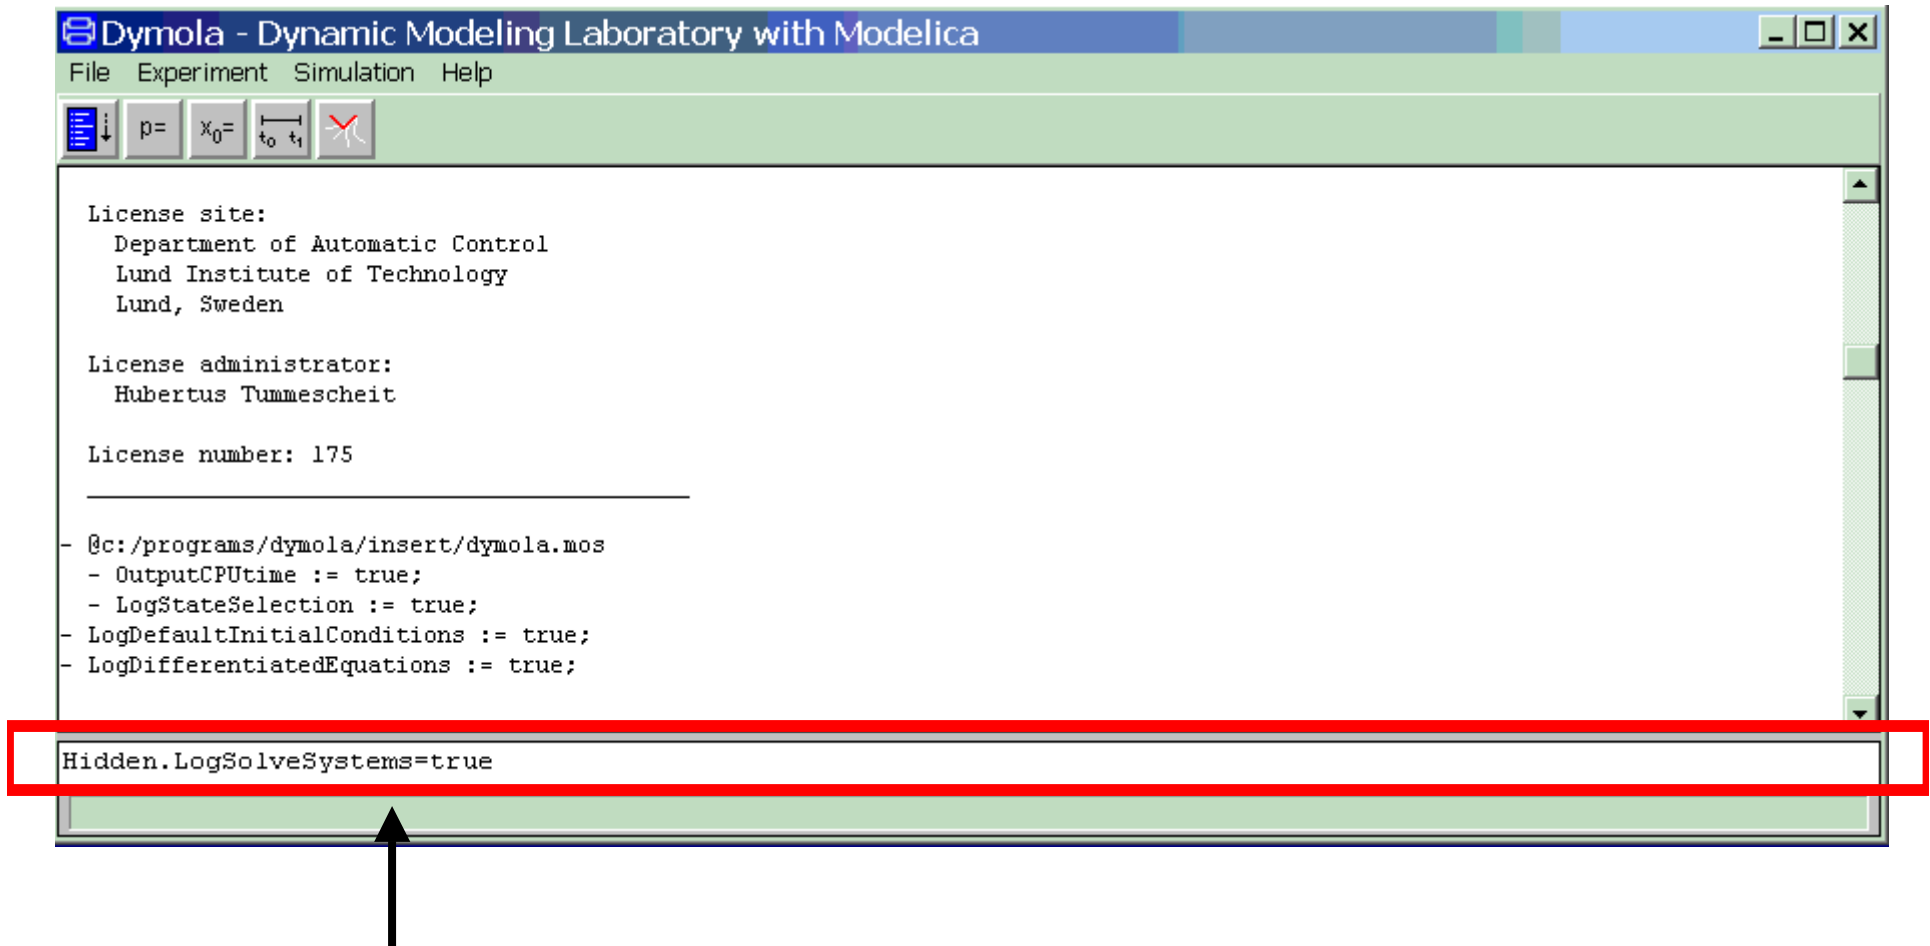 Dymola - Dynamic Modeling Laboratory with Modelica
File Experiment Simulation Help
p= x0= t0 t1
License site:
Department of Automatic Control
Lund Institute of Technology
Lund, Sweden
License administrator:
Hubertus Tummescheit
License number: 175
- @c:/programs/dymola/insert/dymola.mos
- OutputCPUtime := true;
- LogStateSelection := true;
- LogDefaultInitialConditions := true;
- LogDifferentiatedEquations := true;
Hidden.LogSolveSystems=true